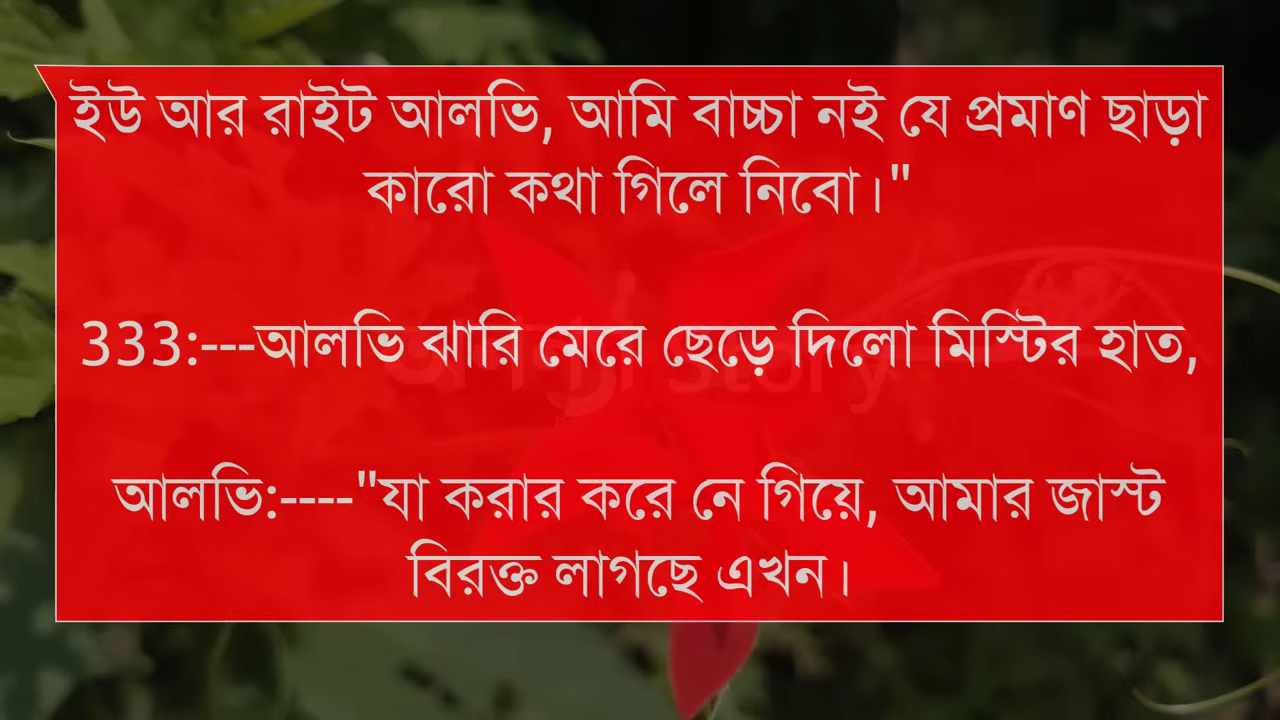 ইউ আর রাইট আলভি, আমি বাচ্চা নই যে প্রমাণ ছাড়া
কারো কথা গিলে নিবো।"
333:---আলভি ঝারি মেরে ছেড়ে দিলো মিস্টির হাত,
আলভি:----"যা করার করে নে গিয়ে, আমার জাস্ট
বিরক্ত লাগছে এখন।